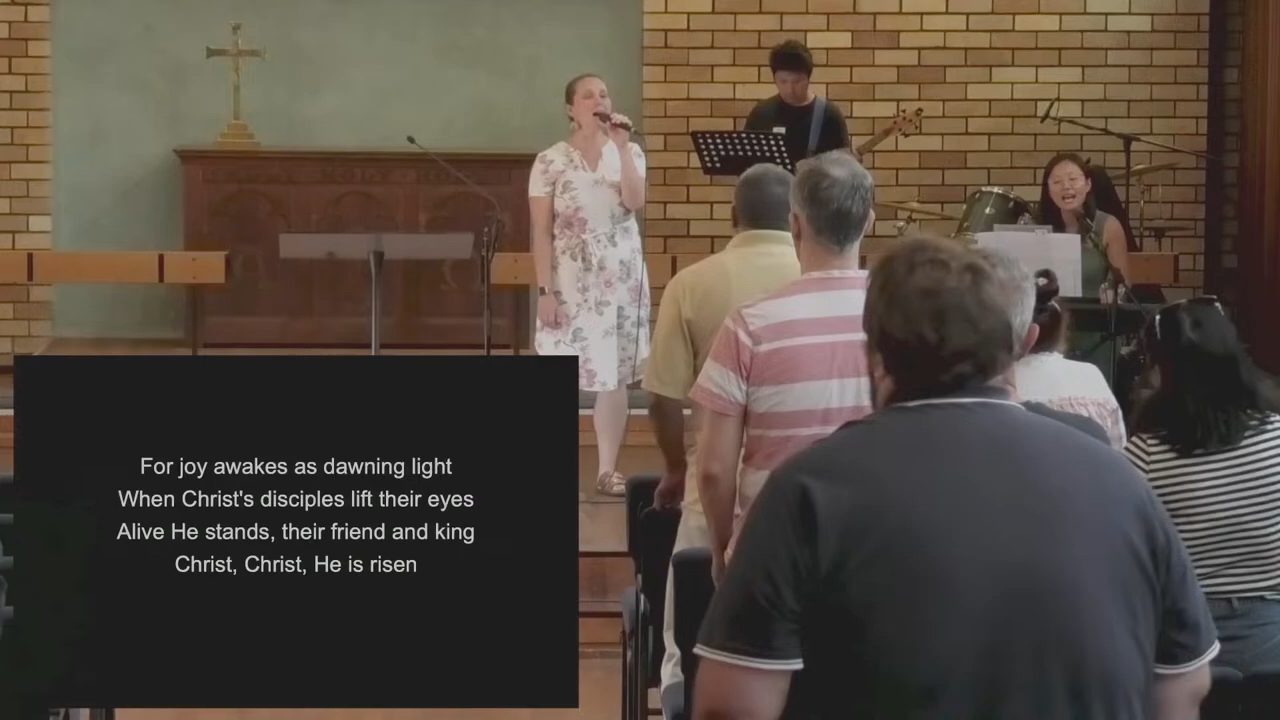 For joy awakes as dawning light
When Christ's disciples lift their eyes
Alive He stands, their friend and king
Christ, Christ, He is risen